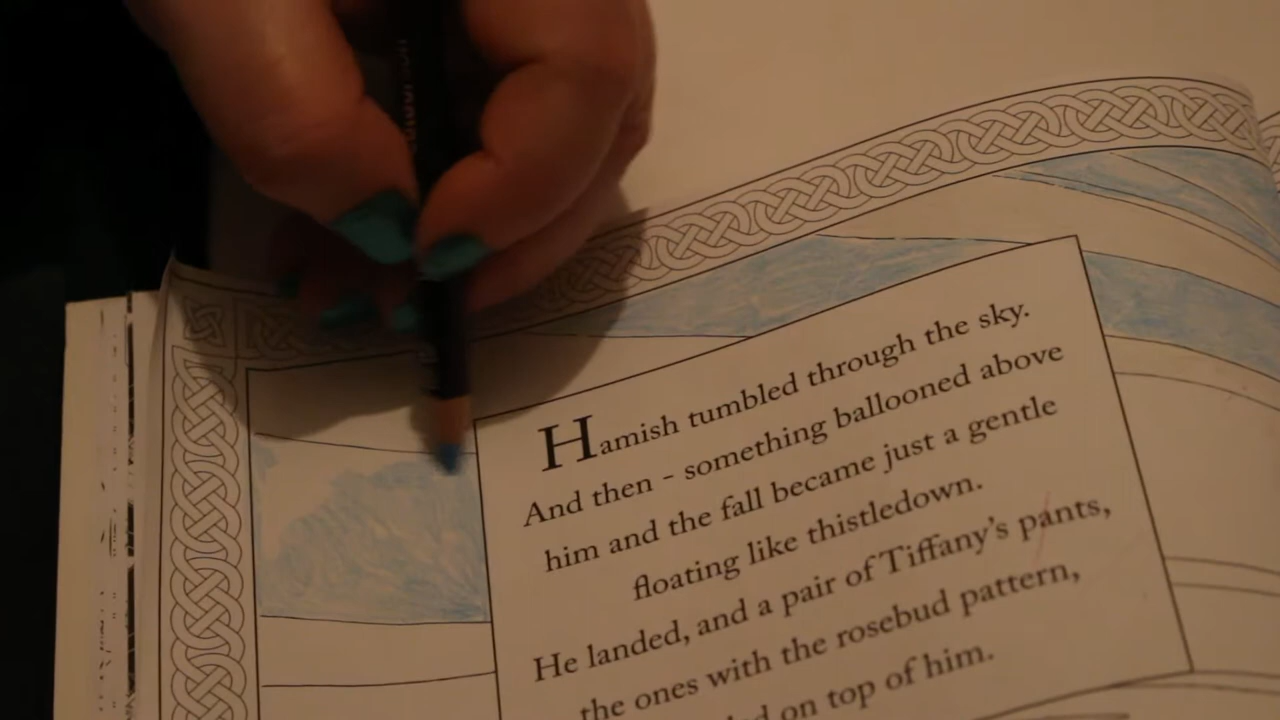 Hamish tumbled through the sky.
And then - something ballooned above
him and the fall became just a gentle
floating like thistledown.
He landed, and a pair of Tiffany's pants,
the ones with the rosebud pattern,
on top of him.